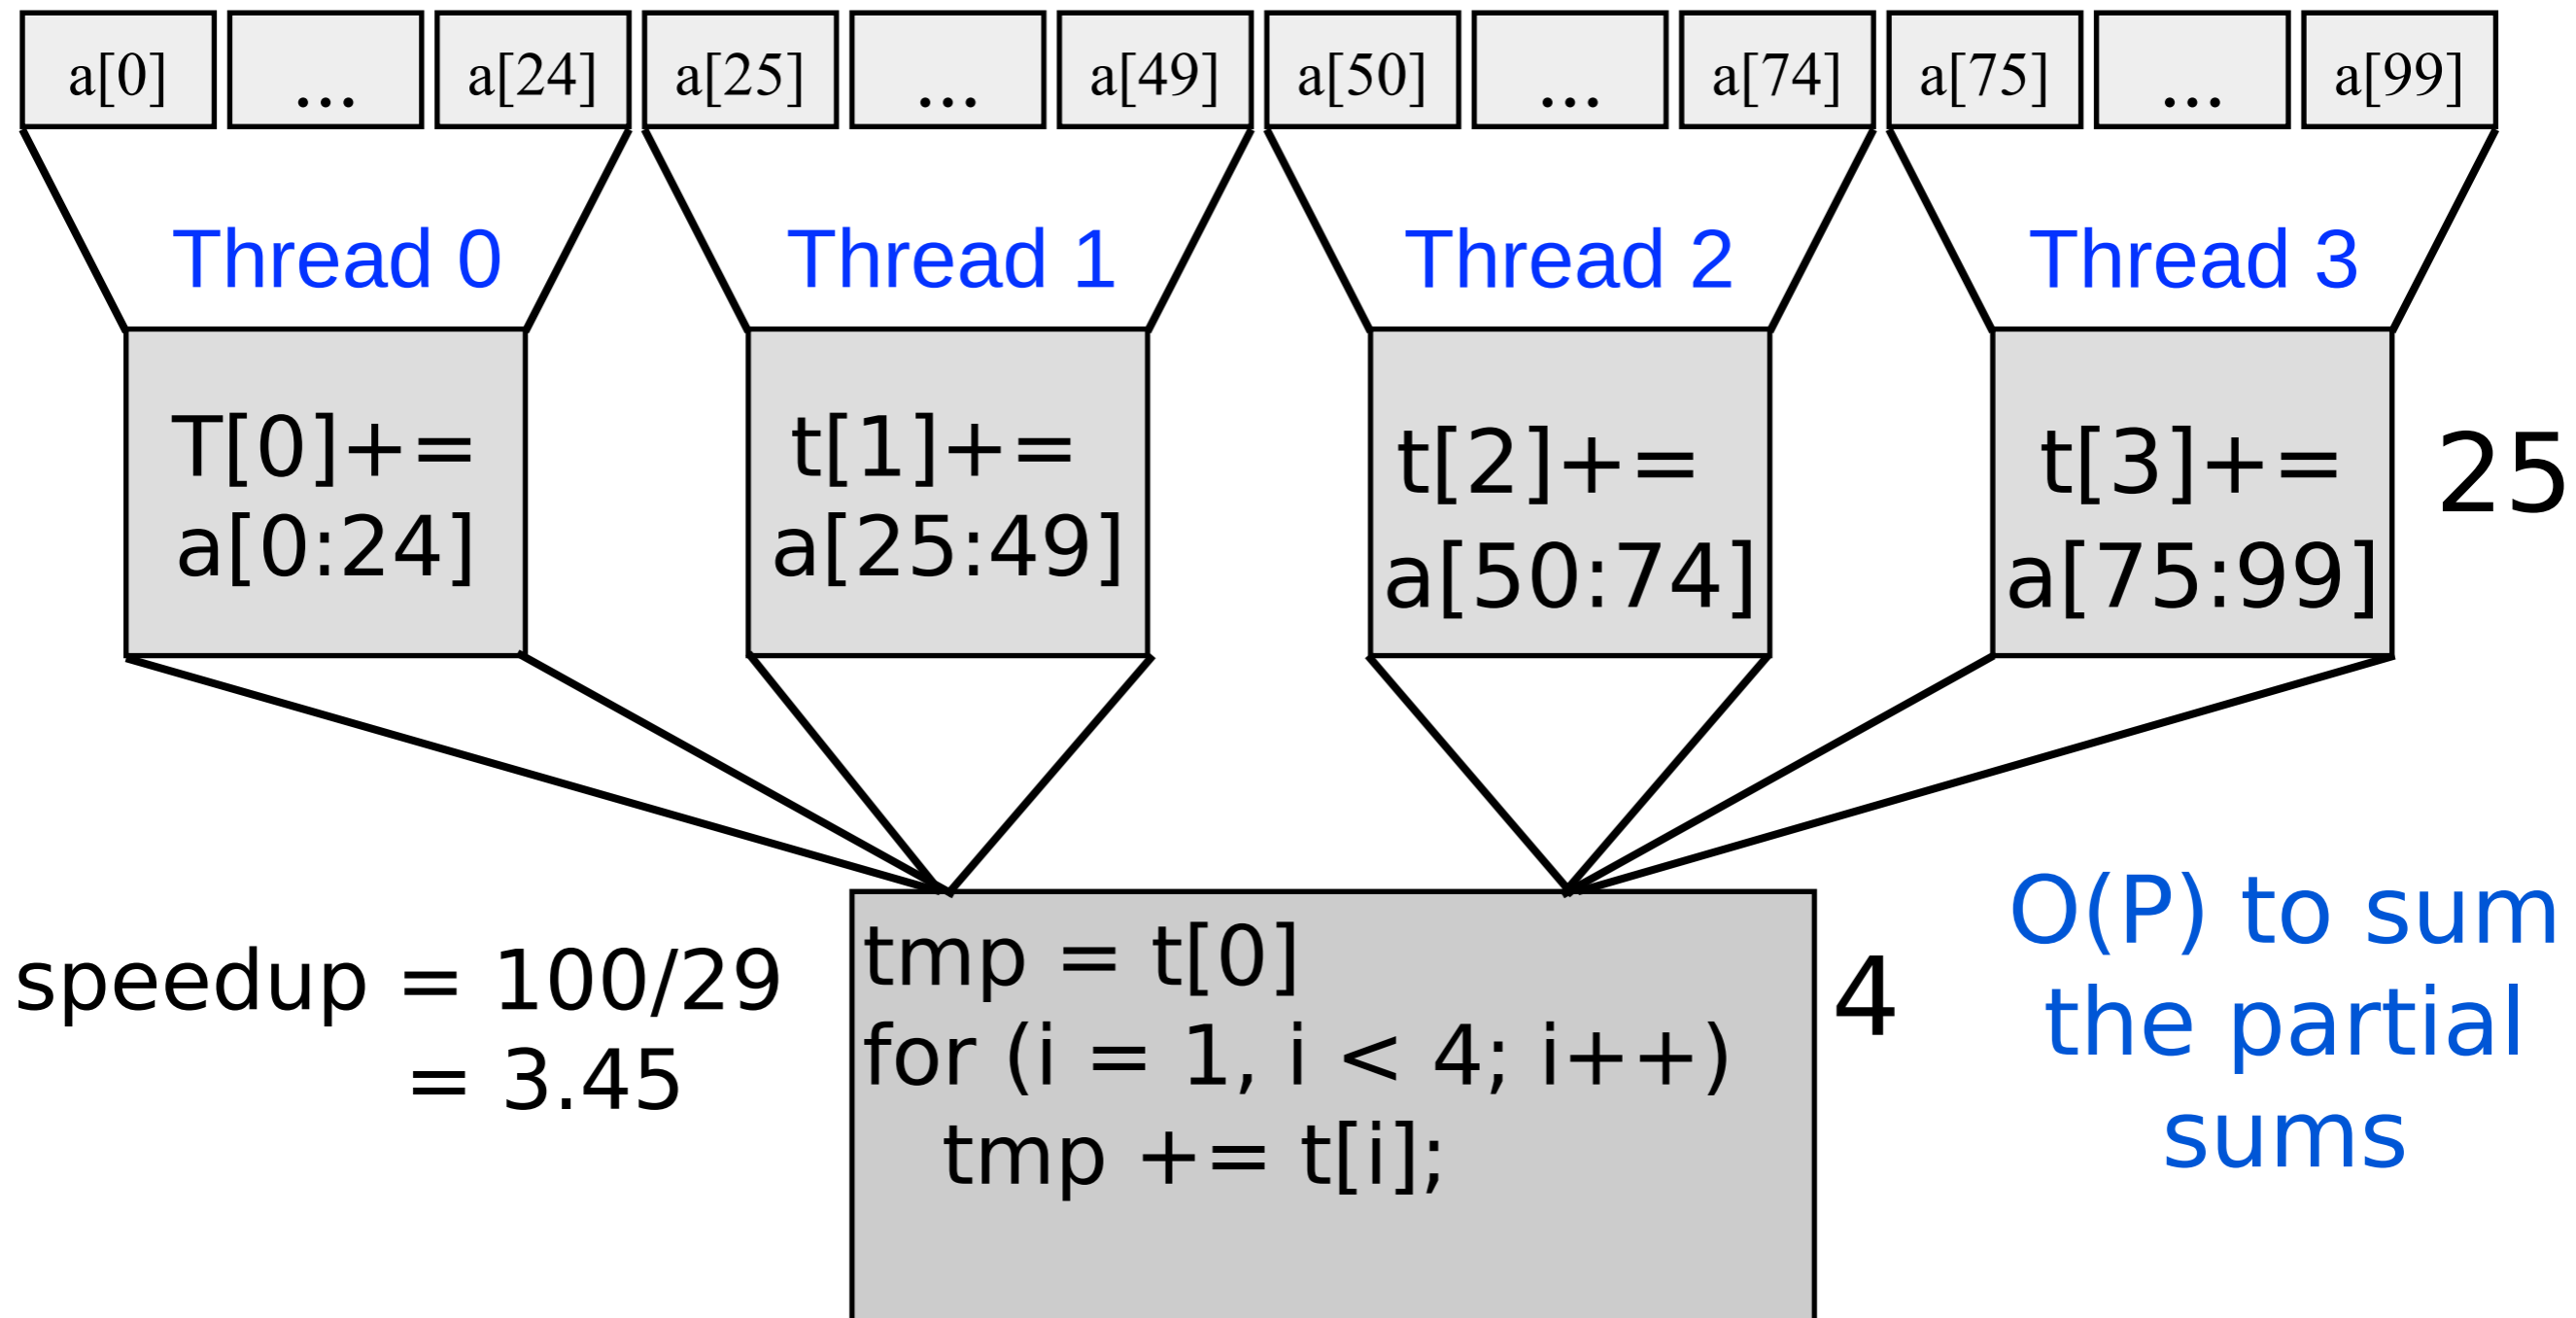 a[0] ... a[24] a[25] ... a[49] a[50] ... a[74] a[75] ... a[99]
Thread 0 Thread 1 Thread 2 Thread 3
T[0]+=
a[0:24]
t[1]+=
a[25:49]
t[2]+=
a[50:74]
t[3]+=
a[75:99]
25
speedup = 100/29
= 3.45
tmp = t[0]
for (i = 1, i < 4; i++)
tmp += t[i];
4
O(P) to sum
the partial
sums